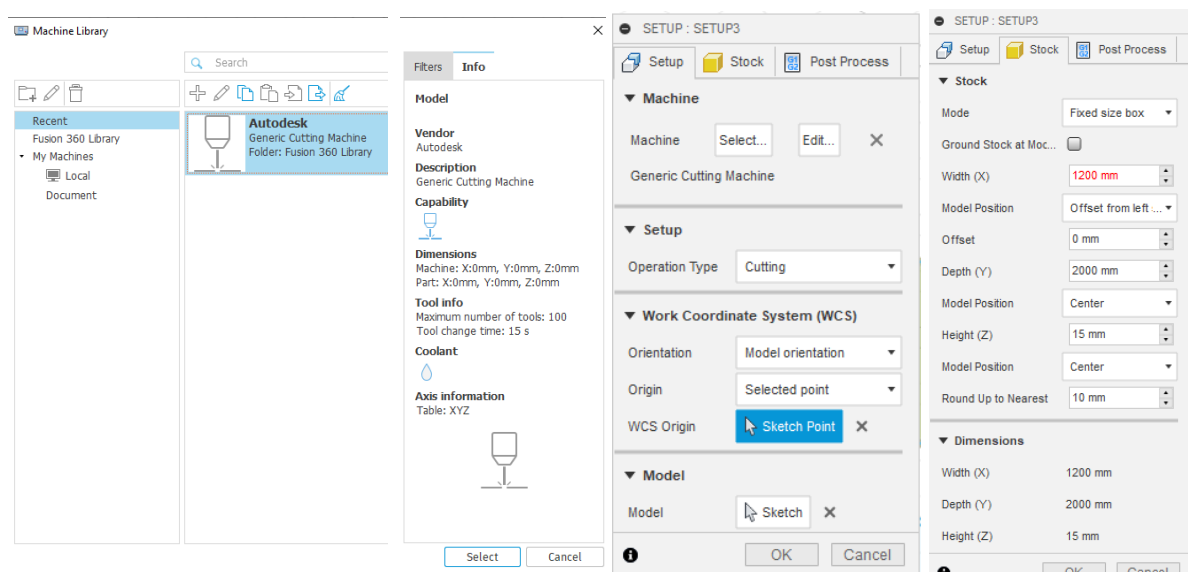 Machine Library
Search
Recent
Fusion 360 Library
My Machines
Local
Document
Autodesk
Generic Cutting Machine
Folder: Fusion 360 Library
Filters
Info
Model
Vendor
Autodesk
Description
Generic Cutting Machine
Capability
Dimensions
Machine: X:0mm, Y:0mm, Z:0mm
Part: X:0mm, Y:0mm, Z:0mm
Tool info
Maximum number of tools: 100
Tool change time: 15 s
Coolant
Axis information
Table: XYZ
Select
Cancel
SETUP : SETUP3
Setup
Stock
G1
G2
Post Process
Machine
Machine
Select...
Edit...
Generic Cutting Machine
Setup
Operation Type
Cutting
Work Coordinate System (WCS)
Orientation
Model orientation
Origin
Selected point
WCS Origin
Sketch Point
Model
Model
Sketch
OK
Cancel
SETUP : SETUP3
Setup
Stock
G1
G2
Post Process
Stock
Mode
Fixed size box
Ground Stock at Moc...
Width (X)
1200 mm
Model Position
Offset from left ...
Offset
0 mm
Depth (Y)
2000 mm
Model Position
Center
Height (Z)
15 mm
Model Position
Center
Round Up to Nearest
10 mm
Dimensions
Width (X)
1200 mm
Depth (Y)
2000 mm
Height (Z)
15 mm
OK
Cancel